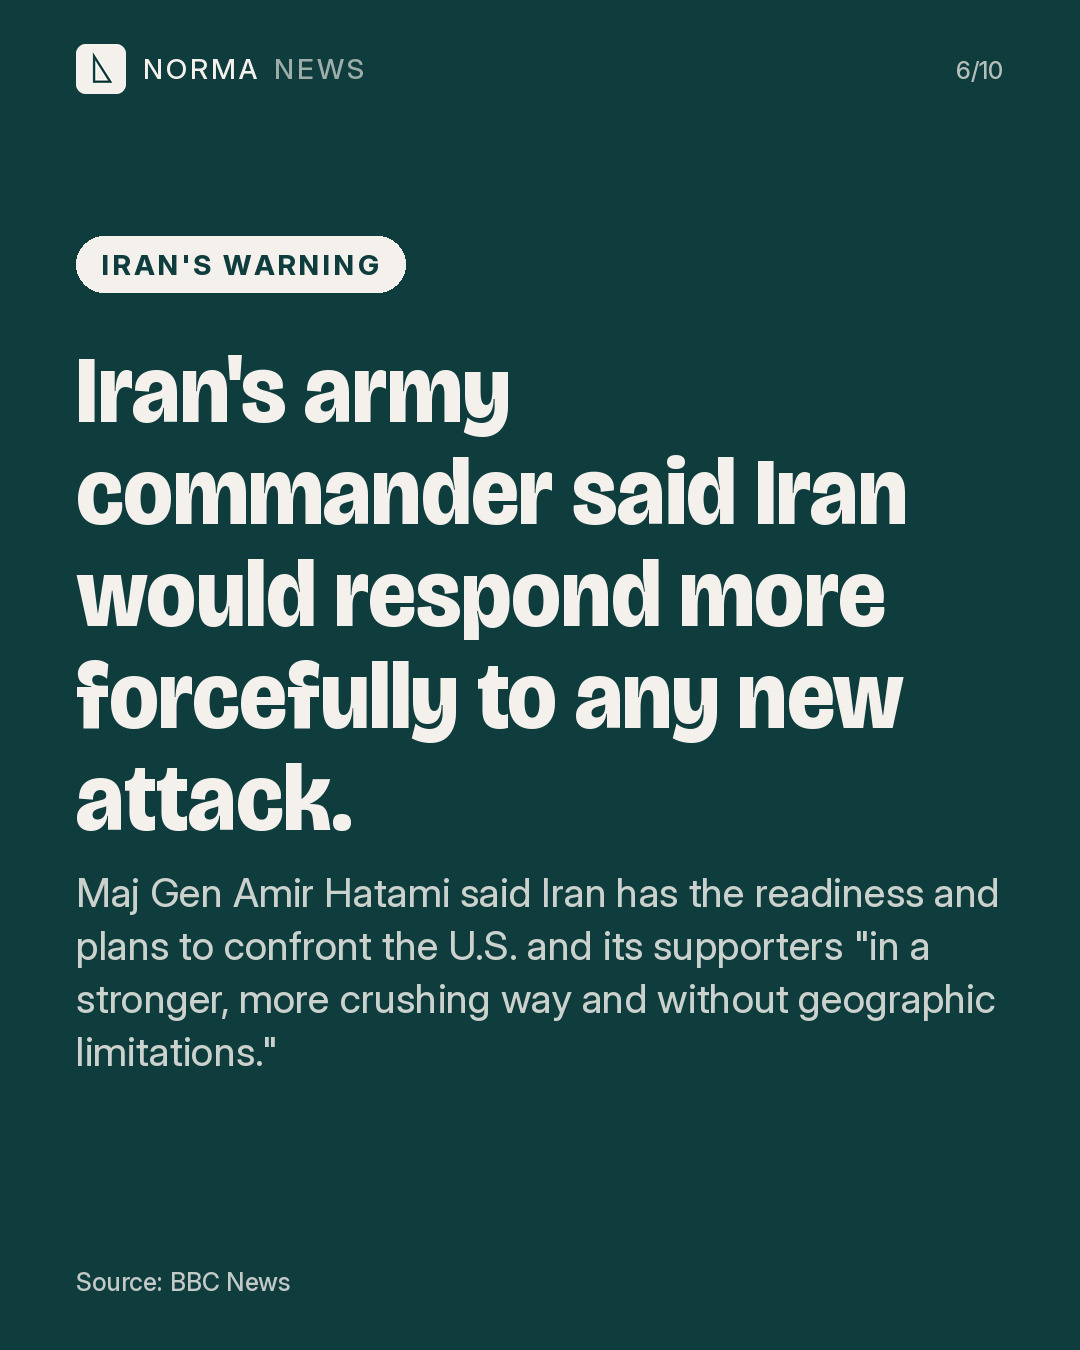 NORMA NEWS
6/10
IRAN'S WARNING
Iran's army
commander said Iran
would respond more
forcefully to any new
attack.
Maj Gen Amir Hatami said Iran has the readiness and
plans to confront the U.S. and its supporters "in a
stronger, more crushing way and without geographic
limitations."
Source: BBC News